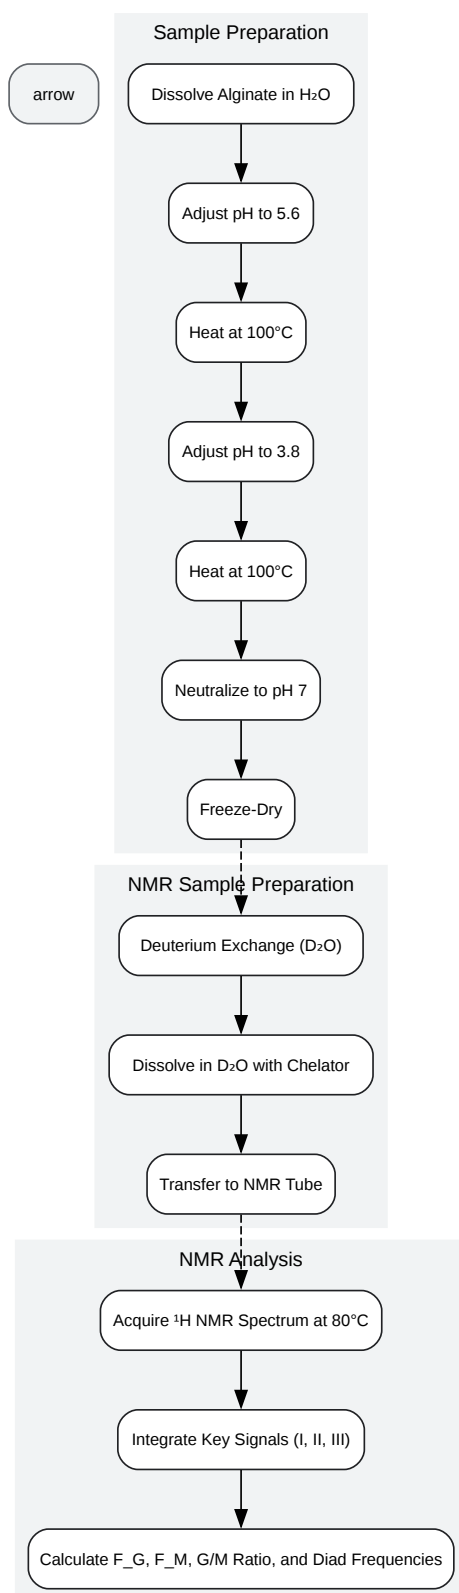 Sample Preparation
arrow
Dissolve Alginate in H₂O
Adjust pH to 5.6
Heat at 100°C
Adjust pH to 3.8
Heat at 100°C
Neutralize to pH 7
Freeze-Dry
NMR Sample Preparation
Deuterium Exchange (D₂O)
Dissolve in D₂O with Chelator
Transfer to NMR Tube
NMR Analysis
Acquire ¹H NMR Spectrum at 80°C
Integrate Key Signals (I, II, III)
Calculate F_G, F_M, G/M Ratio, and Diad Frequencies